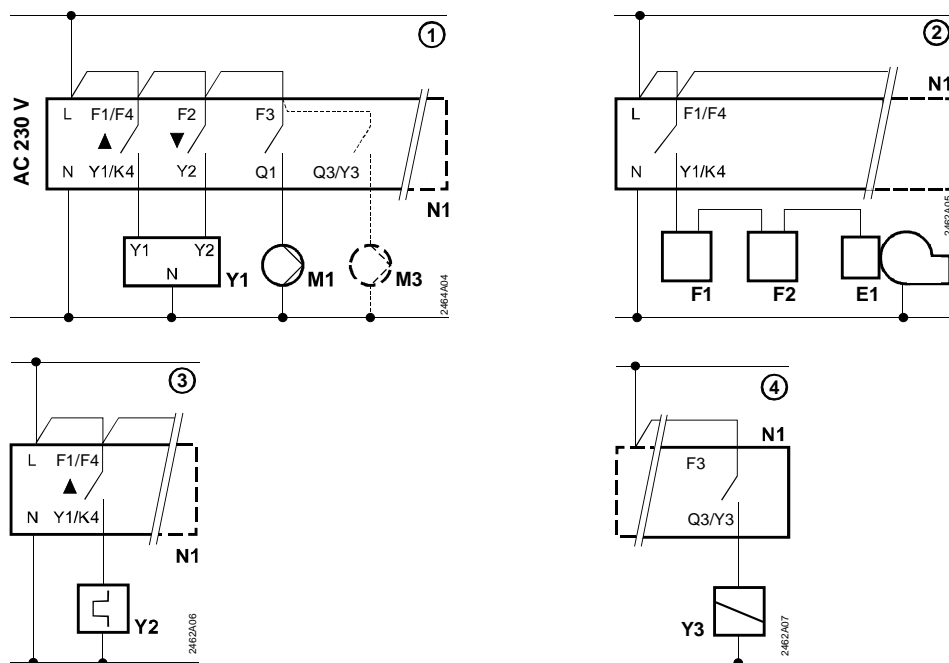 1
AC 230 V
L F1/F4 F2 F3
▲ ▼
N Y1/K4 Y2 Q1 Q3/Y3
N1
Y1 Y2
N
Y1 M1 M3
2464A04
2
N1
L F1/F4
N Y1/K4
F1 F2 E1
2462A05
3
L F1/F4
▲
N Y1/K4
N1
Y2
2462A06
4
N1
F3
Q3/Y3
Y3
2462A07